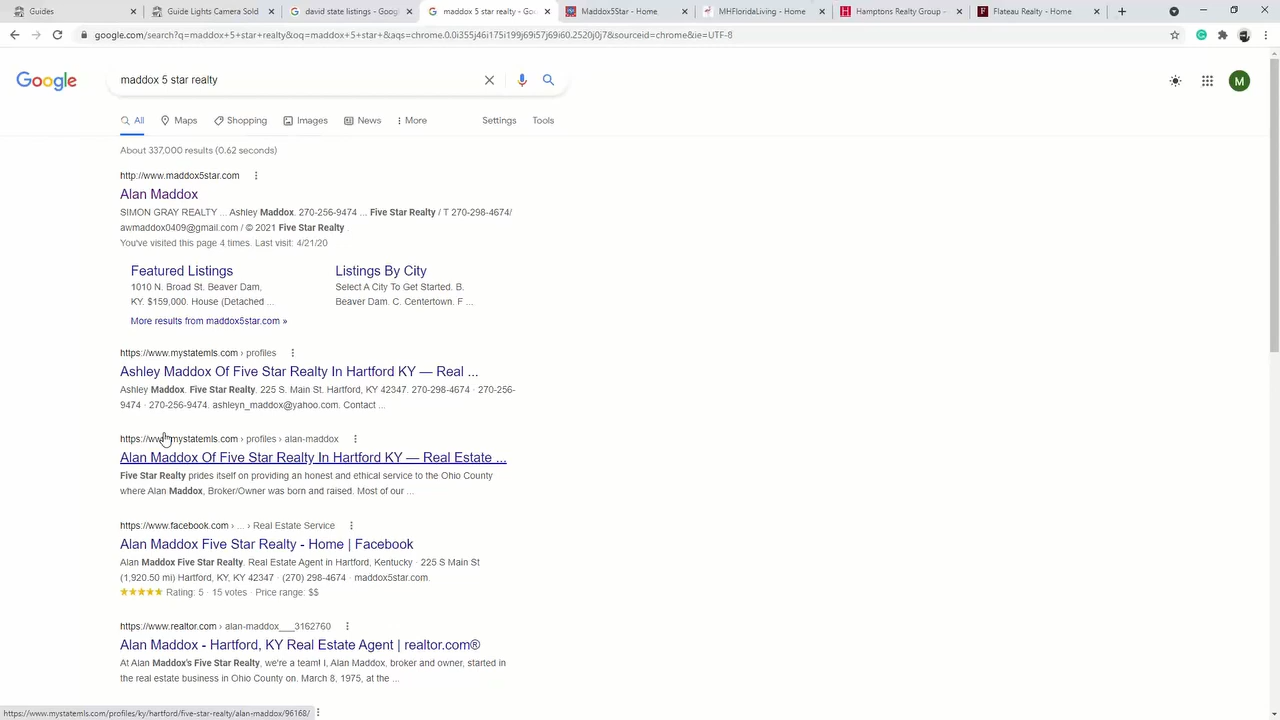 Guides
Guide Lights Camera Sold
david state listings - Googl
maddox 5 star realty - Goo
Maddox5Star - Home
MHFloridaLiving - Home
Hamptons Realty Group -
Flateau Realty - Home
google.com/search?q=maddox+5+star+realty&oq=maddox+5+star+&aqs=chrome.0.0i355j46i175i199j69i57j69i60.2520j0j7&sourceid=chrome&ie=UTF-8
Google
maddox 5 star realty
M
All
Maps
Shopping
Images
News
More
Settings
Tools
About 337,000 results (0.62 seconds)
http://www.maddox5star.com
Alan Maddox
SIMON GRAY REALTY ... Ashley Maddox. 270-256-9474 ... Five Star Realty / T 270-298-4674/
awmaddox0409@gmail.com / © 2021 Five Star Realty .
You've visited this page 4 times. Last visit: 4/21/20
Featured Listings
1010 N. Broad St. Beaver Dam,
KY. $159,000. House (Detached ...
Listings By City
Select A City To Get Started. B.
Beaver Dam. C. Centertown. F ...
More results from maddox5star.com »
https://www.mystatemls.com › profiles
Ashley Maddox Of Five Star Realty In Hartford KY — Real ...
Ashley Maddox. Five Star Realty. 225 S. Main St. Hartford, KY 42347. 270-298-4674 · 270-256-
9474 · 270-256-9474. ashleyn_maddox@yahoo.com. Contact ...
https://www.mystatemls.com › profiles › alan-maddox
Alan Maddox Of Five Star Realty In Hartford KY — Real Estate ...
Five Star Realty prides itself on providing an honest and ethical service to the Ohio County
where Alan Maddox, Broker/Owner was born and raised. Most of our ...
https://www.facebook.com › ... › Real Estate Service
Alan Maddox Five Star Realty - Home | Facebook
Alan Maddox Five Star Realty. Real Estate Agent in Hartford, Kentucky · 225 S Main St
(1,920.50 mi) Hartford, KY, KY 42347 · (270) 298-4674 · maddox5star.com.
Rating: 5 · 15 votes · Price range: $$
https://www.realtor.com › alan-maddox___3162760
Alan Maddox - Hartford, KY Real Estate Agent | realtor.com®
At Alan Maddox's Five Star Realty, we're a team! I, Alan Maddox, broker and owner, started in
the real estate business in Ohio County on. March 8, 1975, at the ...
https://www.mystatemls.com/profiles/ky/hartford/five-star-realty/alan-maddox/96168/